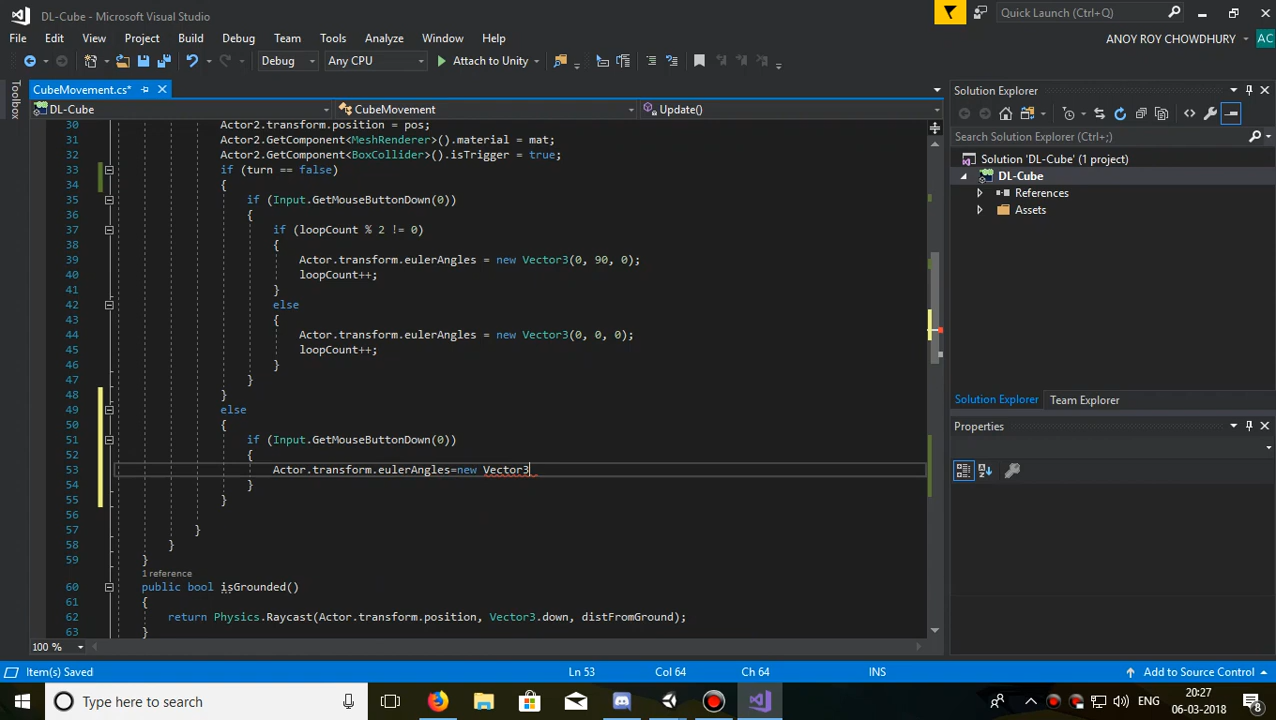 DL-Cube - Microsoft Visual Studio
Quick Launch (Ctrl+Q)
File Edit View Project Build Debug Team Tools Analyze Window Help
ANOY ROY CHOWDHURY AC
Debug Any CPU Attach to Unity
Toolbox
CubeMovement.cs*
DL-Cube CubeMovement Update()
30 Actor2.transform.position = pos;
31 Actor2.GetComponent<MeshRenderer>().material = mat;
32 Actor2.GetComponent<BoxCollider>().isTrigger = true;
33 if (turn == false)
34 {
35 if (Input.GetMouseButtonDown(0))
36 {
37 if (loopCount % 2 != 0)
38 {
39 Actor.transform.eulerAngles = new Vector3(0, 90, 0);
40 loopCount++;
41 }
42 else
43 {
44 Actor.transform.eulerAngles = new Vector3(0, 0, 0);
45 loopCount++;
46 }
47 }
48 }
49 else
50 {
51 if (Input.GetMouseButtonDown(0))
52 {
53 Actor.transform.eulerAngles=new Vector3
54 }
55 }
56
57 }
58 }
59 }
1 reference
60 public bool isGrounded()
61 {
62 return Physics.Raycast(Actor.transform.position, Vector3.down, distFromGround);
63 }
100 %
Solution Explorer
Search Solution Explorer (Ctrl+;)
Solution 'DL-Cube' (1 project)
DL-Cube
References
Assets
Solution Explorer Team Explorer
Properties
Item(s) Saved Ln 53 Col 64 Ch 64 INS Add to Source Control
Type here to search
ENG
20:27
06-03-2018
8